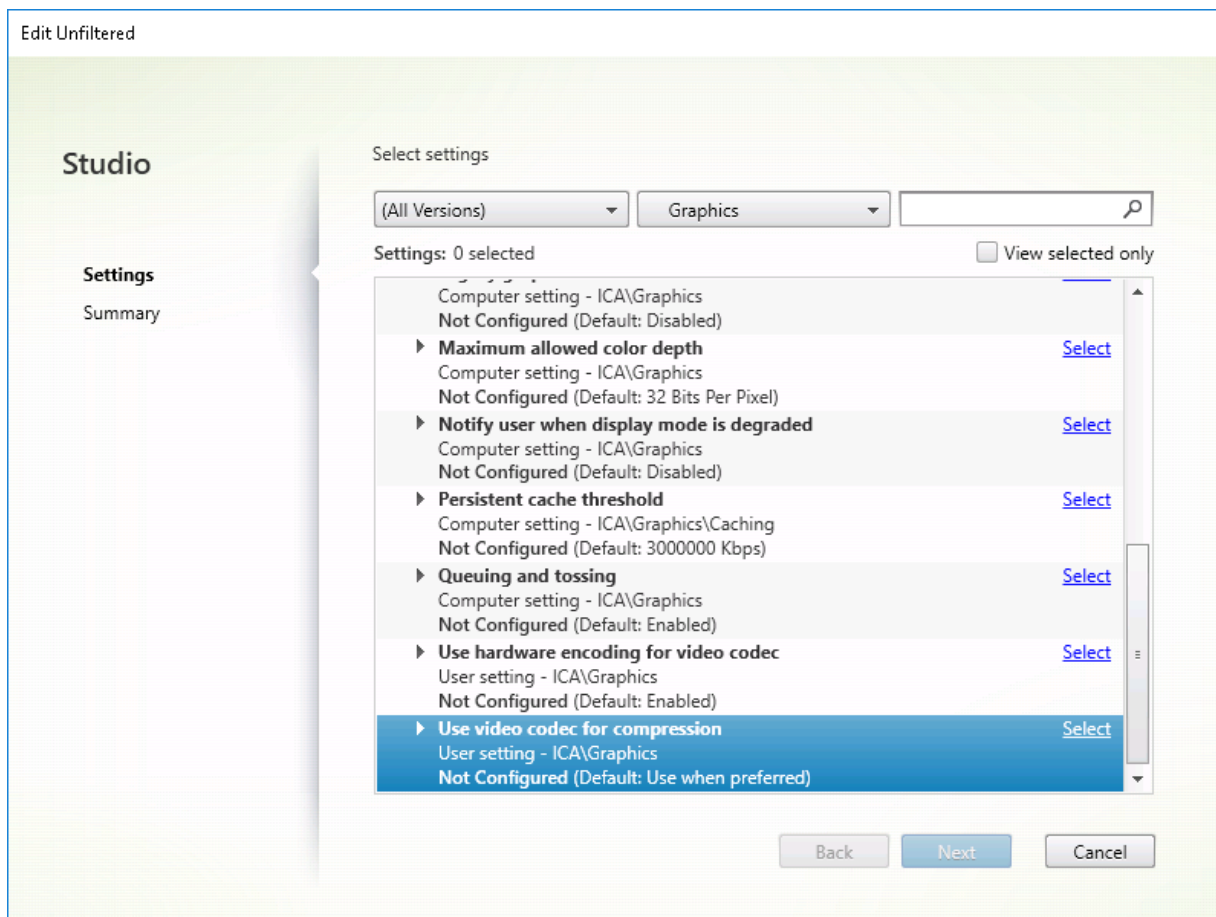 Edit Unfiltered
Studio
Settings
Summary
Select settings
(All Versions)
Graphics
Settings: 0 selected
View selected only
Computer setting - ICA\Graphics
Not Configured (Default: Disabled)
Maximum allowed color depth Select
Computer setting - ICA\Graphics
Not Configured (Default: 32 Bits Per Pixel)
Notify user when display mode is degraded Select
Computer setting - ICA\Graphics
Not Configured (Default: Disabled)
Persistent cache threshold Select
Computer setting - ICA\Graphics\Caching
Not Configured (Default: 3000000 Kbps)
Queuing and tossing Select
Computer setting - ICA\Graphics
Not Configured (Default: Enabled)
Use hardware encoding for video codec Select
User setting - ICA\Graphics
Not Configured (Default: Enabled)
Use video codec for compression Select
User setting - ICA\Graphics
Not Configured (Default: Use when preferred)
Back Next Cancel